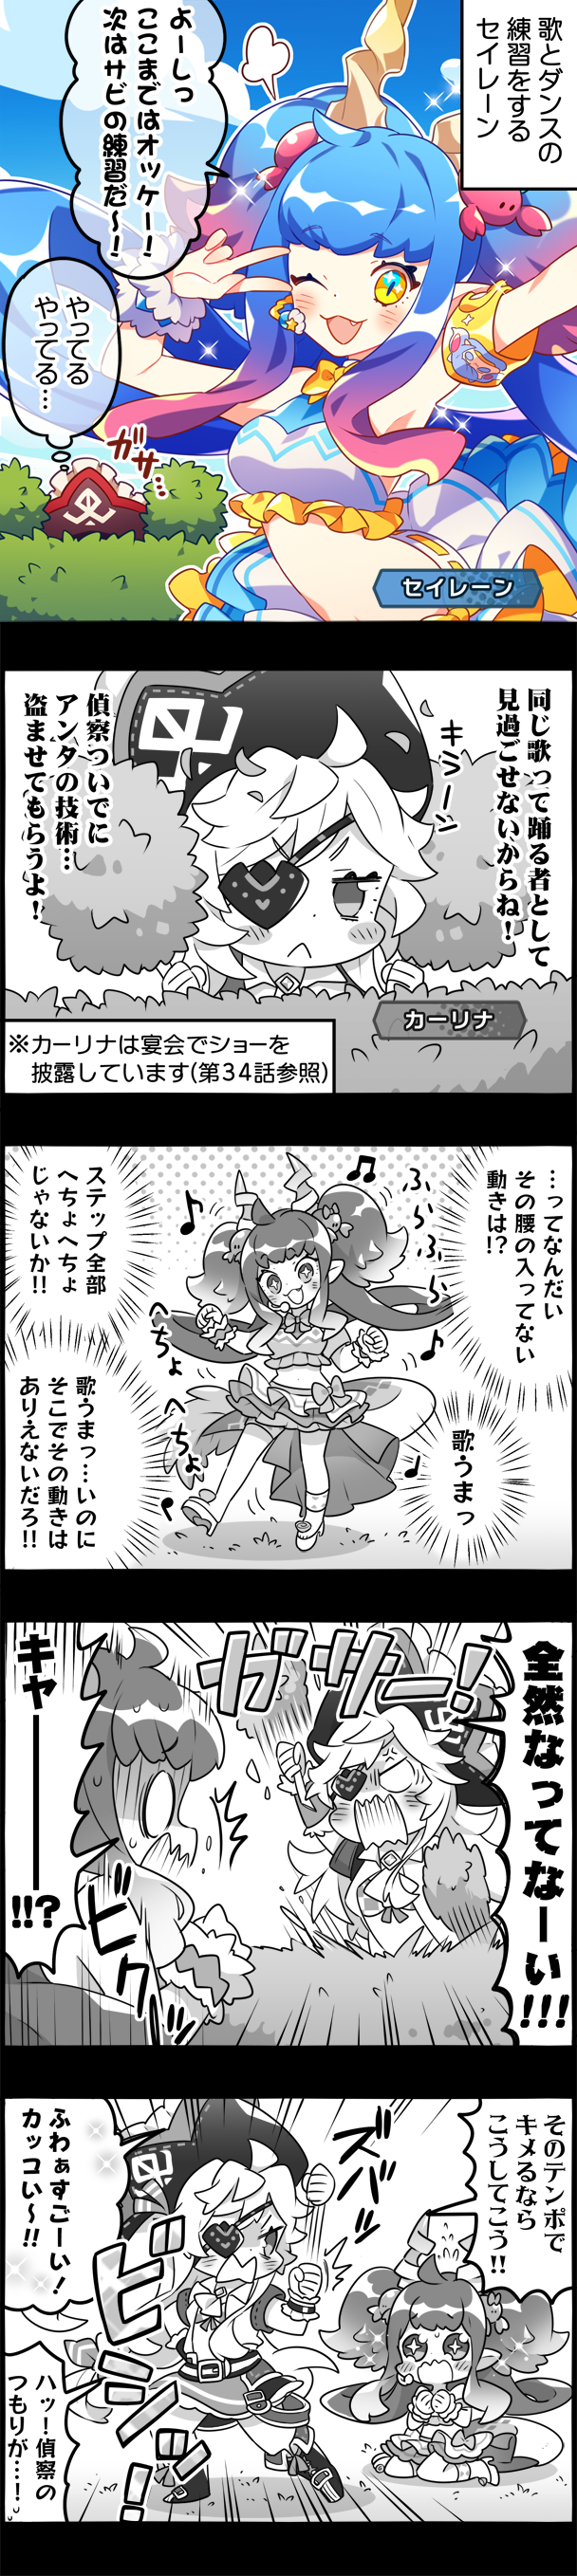 歌とダンスの
練習をする
セイレーン
よーしっ
ここまではオッケー!
次はサビの練習だ〜!
やってる
やってる…
ガサ…
セイレーン
同じ歌って踊る者として
見過ごせないからね!
キシーン
偵察ついでに
アンタの技術…
盗ませてもらうよ!
カーリナ
※カーリナは宴会でショーを
披露しています(第34話参照)
…ってなんだい
その腰の入ってない
動きは!?
ふ〜らふ〜ら
ステップ全部
へちょへちょ
じゃないか!!
へちょ
へちょ
歌うまっ
歌うまっ…いのに
そこでその動きは
ありえないだろ!!
全然なってなーい!!!
ガサー!
キャーーー!!?
ビクゥッ
そのテンポで
キメるなら
こうしてこう!!
ズバッ
ビシッ!!
ふわぁすごーい!
カッコい〜!!
ハッ!偵察の
つもりが…!